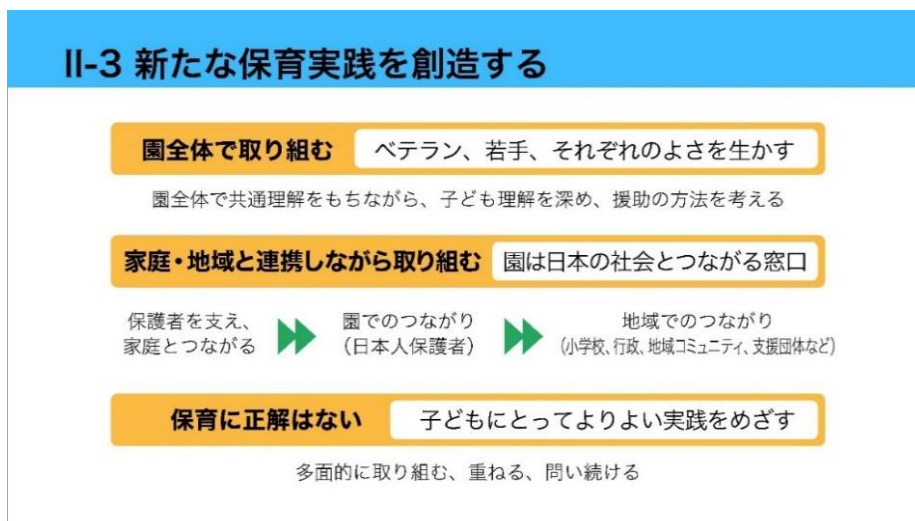 II-3 新たな保育実践を創造する
園全体で取り組む ベテラン、若手、それぞれのよさを生かす
園全体で共通理解をもちながら、子ども理解を深め、援助の方法を考える
家庭・地域と連携しながら取り組む 園は日本の社会とつながる窓口
保護者を支え、
家庭とつながる
園でのつながり
（日本人保護者）
地域でのつながり
（小学校、行政、地域コミュニティ、支援団体など）
保育に正解はない 子どもにとってよりよい実践をめざす
多面的に取り組む、重ねる、問い続ける